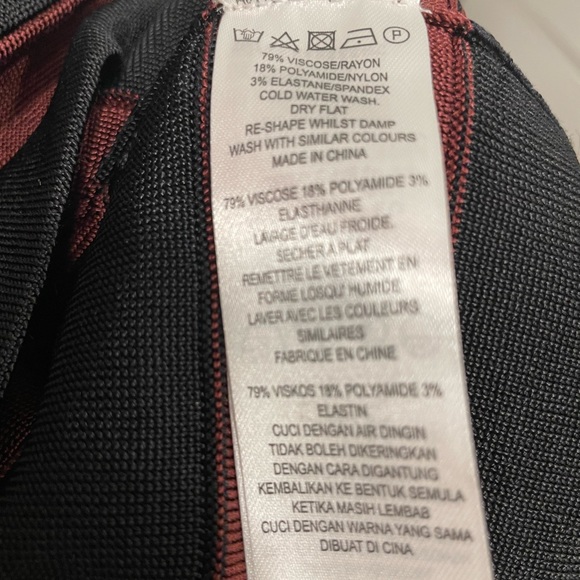 P
79% VISCOSE/RAYON
18% POLYAMIDE/NYLON
3% ELASTANE/SPANDEX
COLD WATER WASH.
DRY FLAT
RE-SHAPE WHILST DAMP
WASH WITH SIMILAR COLOURS
MADE IN CHINA
79% VISCOSE 18% POLYAMIDE 3%
ELASTHANNE
LAVAGE D'EAU FROIDE.
SECHER A PLAT
REMETTRE LE VETEMENT EN
FORME LOSQU' HUMIDE
LAVER AVEC LES COULEURS
SIMILAIRES
FABRIQUE EN CHINE
79% VISKOS 18% POLYAMIDE 3%
ELASTIN
CUCI DENGAN AIR DINGIN
TIDAK BOLEH DIKERINGKAN
DENGAN CARA DIGANTUNG
KEMBALIKAN KE BENTUK SEMULA
KETIKA MASIH LEMBAB
CUCI DENGAN WARNA YANG SAMA
DIBUAT DI CINA